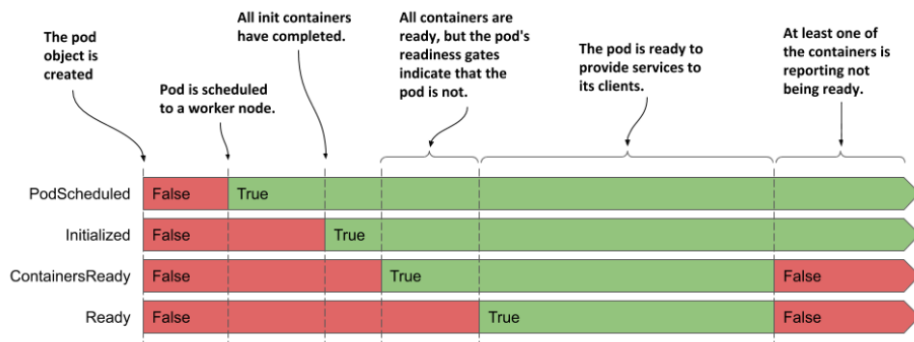 The pod
object is
created
Pod is scheduled
to a worker node.
All init containers
have completed.
All containers are
ready, but the pod's
readiness gates
indicate that the
pod is not.
The pod is ready to
provide services to
its clients.
At least one of
the containers is
reporting not
being ready.
PodScheduled False True
Initialized False True
ContainersReady False True False
Ready False True False